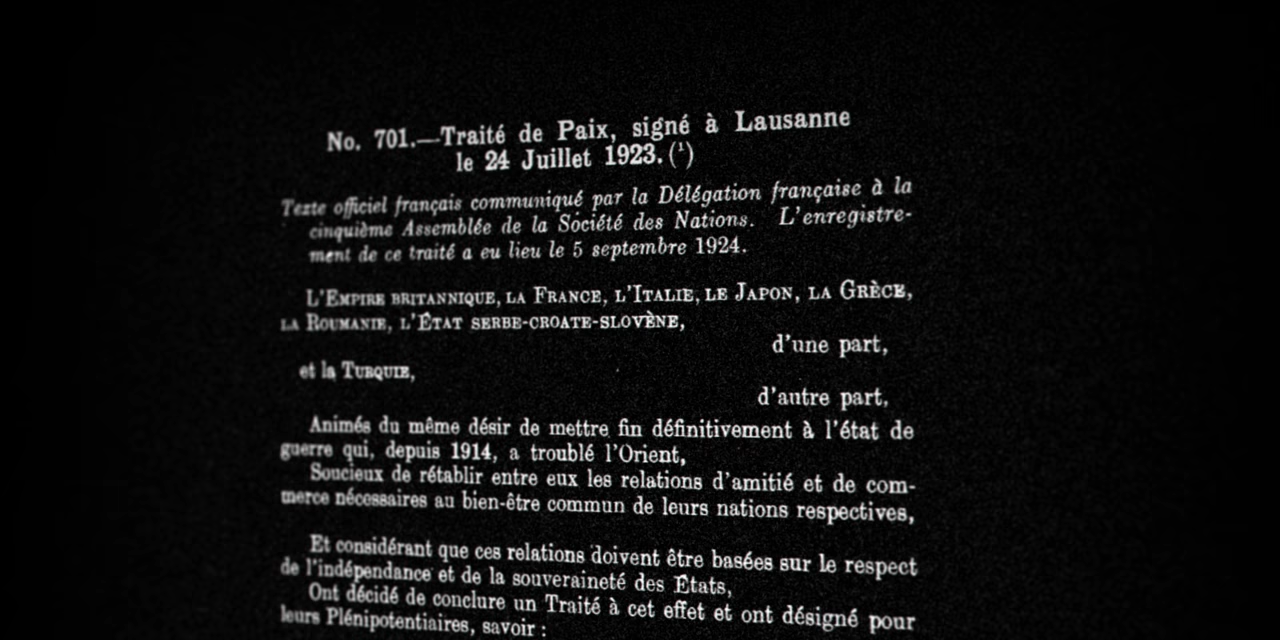 No. 701.—Traité de Paix, signé à Lausanne
le 24 Juillet 1923.(¹)
Texte officiel français communiqué par la Délégation française à la
cinquième Assemblée de la Société des Nations. L'enregistre-
ment de ce traité a eu lieu le 5 septembre 1924.
L'EMPIRE BRITANNIQUE, LA FRANCE, L'ITALIE, LE JAPON, LA GRÈCE,
LA ROUMANIE, L'ÉTAT SERBE-CROATE-SLOVÈNE,
d'une part,
et la TURQUIE,
d'autre part,
Animés du même désir de mettre fin définitivement à l'état de
guerre qui, depuis 1914, a troublé l'Orient,
Soucieux de rétablir entre eux les relations d'amitié et de com-
merce nécessaires au bien-être commun de leurs nations respectives,
Et considérant que ces relations doivent être basées sur le respect
de l'indépendance et de la souveraineté des États,
Ont décidé de conclure un Traité à cet effet et ont désigné pour
leurs Plénipotentiaires, savoir :